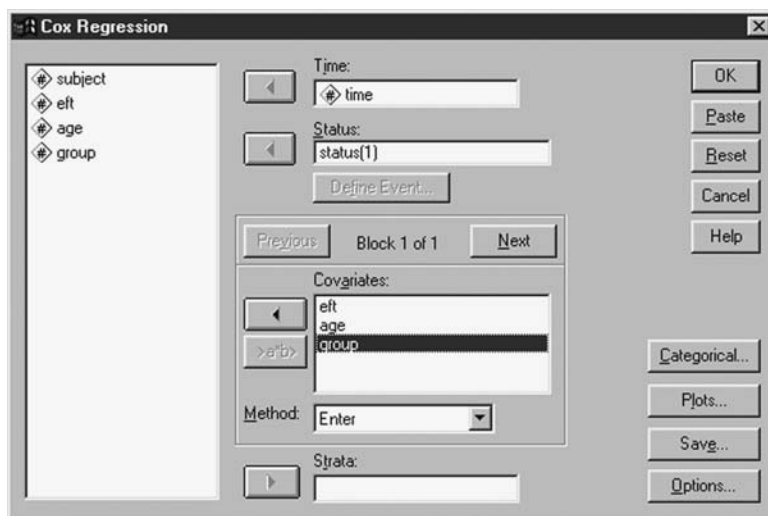 Cox Regression
subject
eft
age
group
Time:
time
Status:
status(1)
Define Event...
Previous
Block 1 of 1
Next
Covariates:
eft
age
group
>a*b>
Method:
Enter
Strata:
OK
Paste
Reset
Cancel
Help
Categorical...
Plots...
Save...
Options...